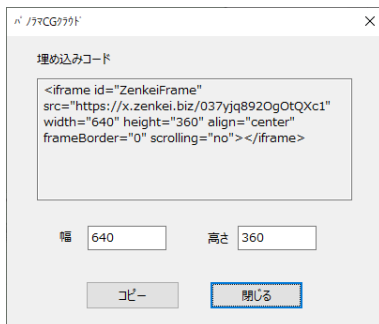 ﾊﾟﾉﾗﾏCGｸﾗｳﾄﾞ
埋め込みコード
<iframe id="ZenkeiFrame"
src="https://x.zenkei.biz/037yjq892OgOtQXc1"
width="640" height="360" align="center"
frameBorder="0" scrolling="no"></iframe>
幅 640 高さ 360
コピー 閉じる